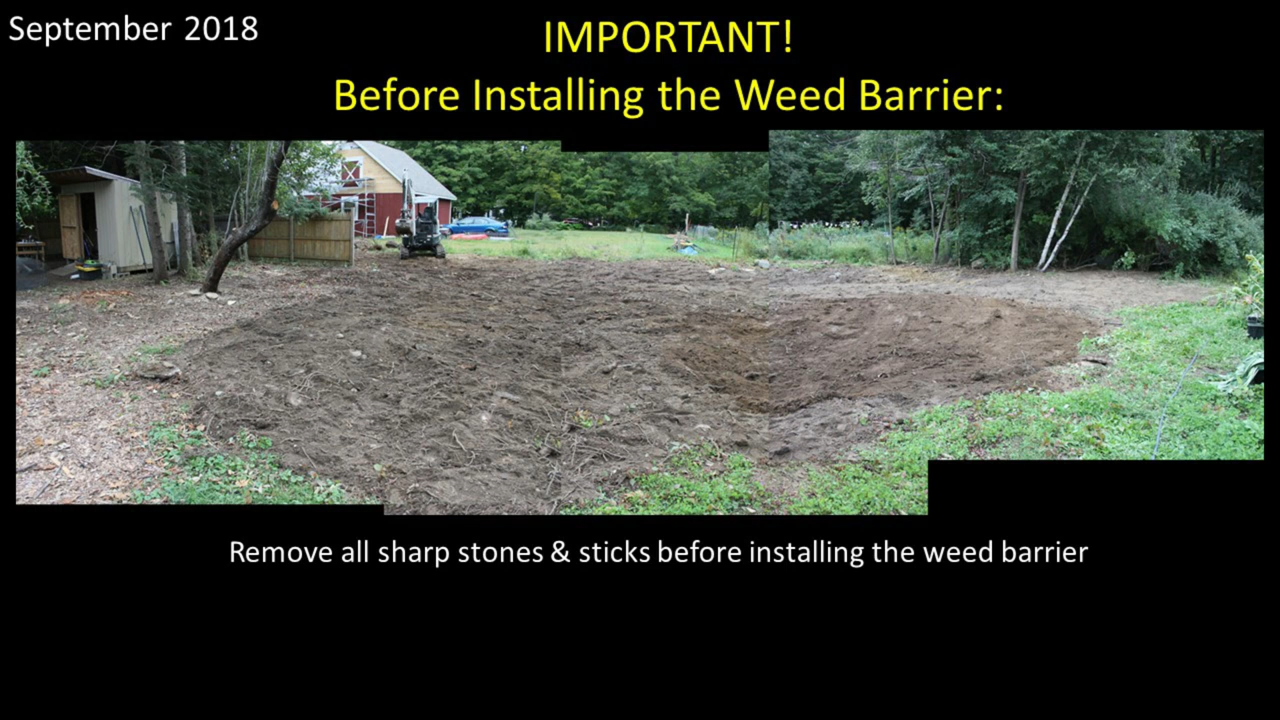 September 2018
IMPORTANT!
Before Installing the Weed Barrier:
Remove all sharp stones & sticks before installing the weed barrier